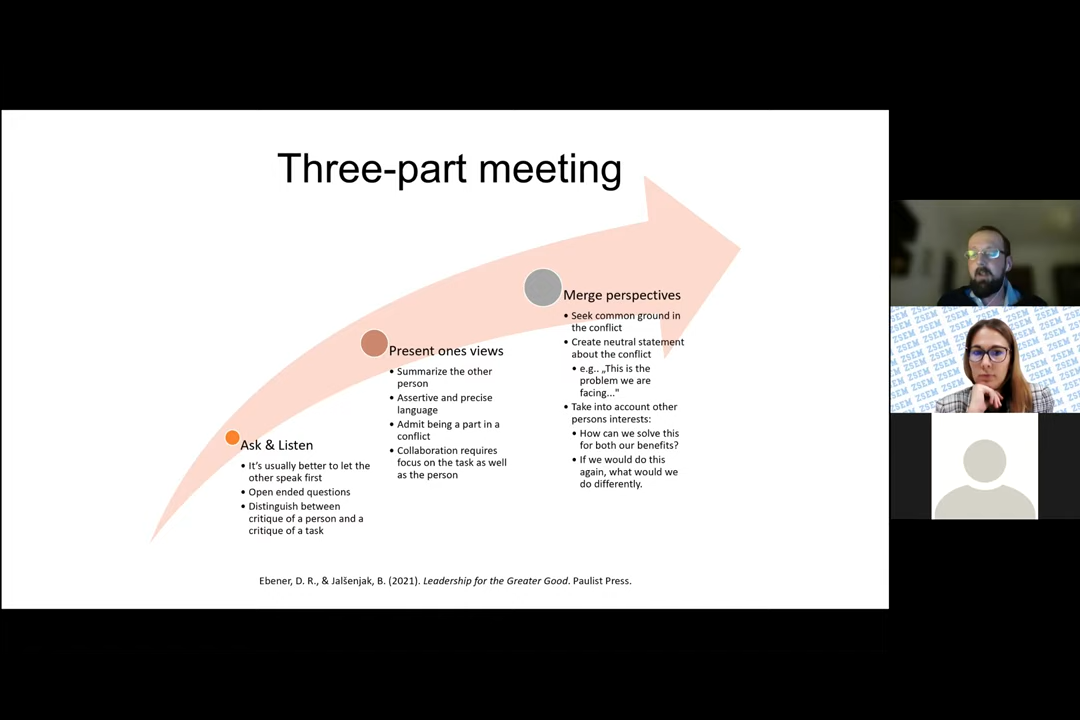 Three-part meeting
Merge perspectives
• Seek common ground in
the conflict
• Create neutral statement
about the conflict
• e.g.. „This is the
problem we are
facing..."
• Take into account other
persons interests:
• How can we solve this
for both our benefits?
• If we would do this
again, what would we
do differently.
Present ones views
• Summarize the other
person
• Assertive and precise
language
• Admit being a part in a
conflict
• Collaboration requires
focus on the task as well
as the person
Ask & Listen
• It's usually better to let the
other speak first
• Open ended questions
• Distinguish between
critique of a person and a
critique of a task
Ebener, D. R., & Jalšenjak, B. (2021). Leadership for the Greater Good. Paulist Press.
ZSEM